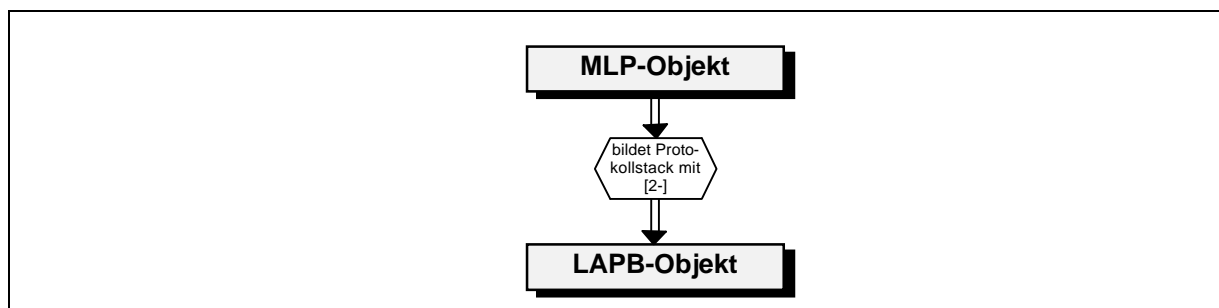 MLP-Objekt
bildet Proto-
kollstack mit
[2-]
LAPB-Objekt